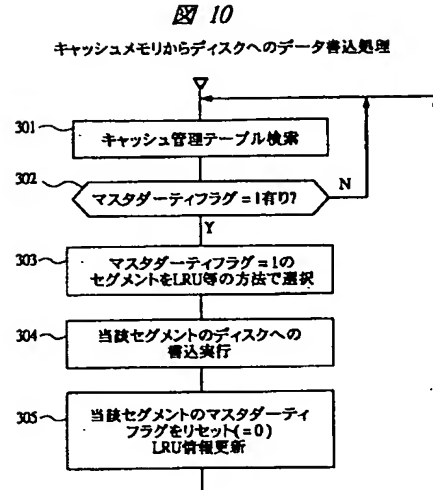 図 10
キャッシュメモリからディスクへのデータ書込処理
301
キャッシュ管理テーブル検索
302
マスタダーティフラグ=1有り?
N
Y
303
マスタダーティフラグ=1の
セグメントをLRU等の方法で選択
304
当該セグメントのディスクへの
書込実行
305
当該セグメントのマスタダーティ
フラグをリセット(=0)
LRU情報更新